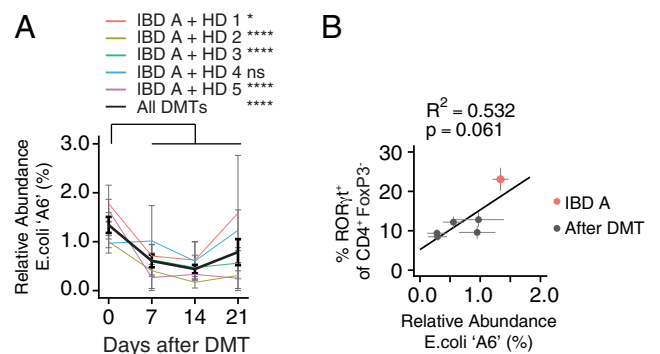 A
IBD A + HD 1 *
IBD A + HD 2 ****
IBD A + HD 3 ****
IBD A + HD 4 ns
IBD A + HD 5 ****
All DMTs ****
Relative Abundance
E.coli 'A6' (%)
3.0
2.0
1.0
0.0
0 7 14 21
Days after DMT
B
R² = 0.532
p = 0.061
% RORγt⁺
of CD4⁺ FoxP3⁻
30
20
10
0
0.0 1.0 2.0
Relative Abundance
E.coli 'A6' (%)
IBD A
After DMT